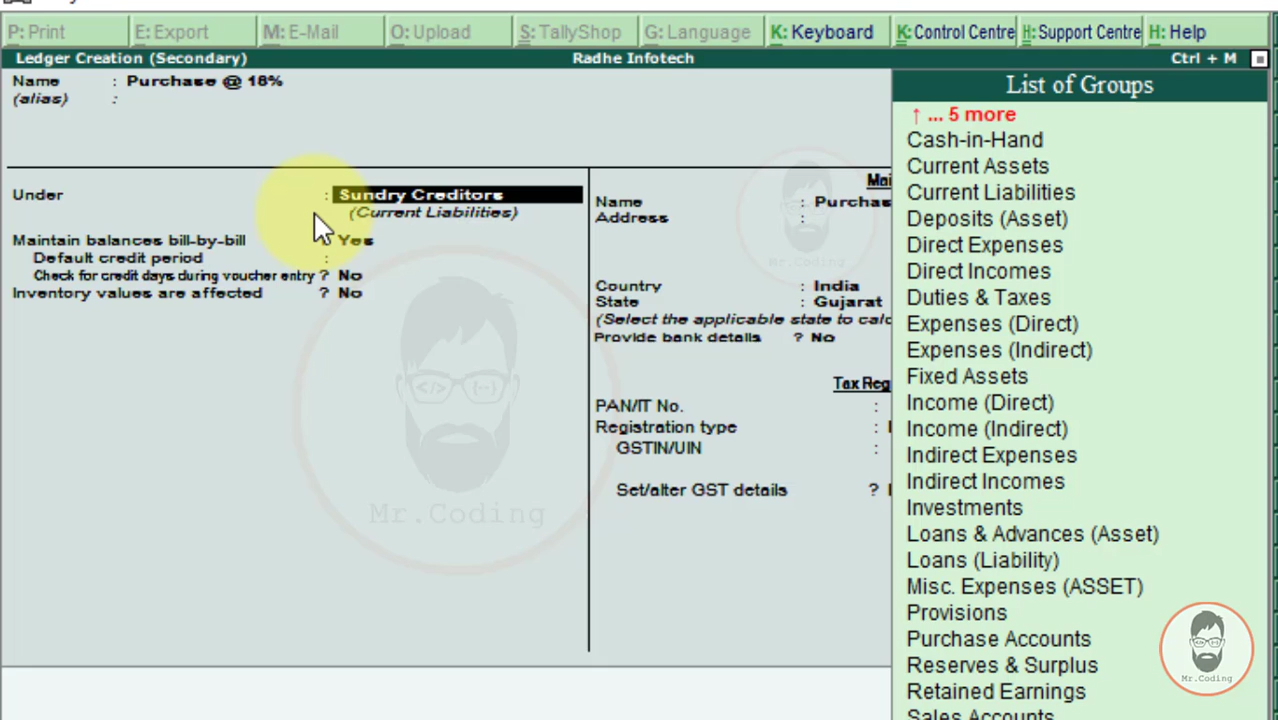 P: Print E: Export M: E-Mail O: Upload S: TallyShop G: Language K: Keyboard K: Control Centre H: Support Centre H: Help
Ledger Creation (Secondary) Radhe Infotech Ctrl + M
Name : Purchase @ 18%
(alias) :
Under : Sundry Creditors
(Current Liabilities)
Maintain balances bill-by-bill ? Yes
Default credit period :
Check for credit days during voucher entry ? No
Inventory values are affected ? No
Name : Purchas
Address :
Country : India
State : Gujarat
(Select the applicable state to calc
Provide bank details ? No
Tax Reg
PAN/IT No. :
Registration type :
GSTIN/UIN :
Set/alter GST details ?
List of Groups
↑ ... 5 more
Cash-in-Hand
Current Assets
Current Liabilities
Deposits (Asset)
Direct Expenses
Direct Incomes
Duties & Taxes
Expenses (Direct)
Expenses (Indirect)
Fixed Assets
Income (Direct)
Income (Indirect)
Indirect Expenses
Indirect Incomes
Investments
Loans & Advances (Asset)
Loans (Liability)
Misc. Expenses (ASSET)
Provisions
Purchase Accounts
Reserves & Surplus
Retained Earnings
Sales Accounts
Mr.Coding
Mr.Coding
Mr.Coding